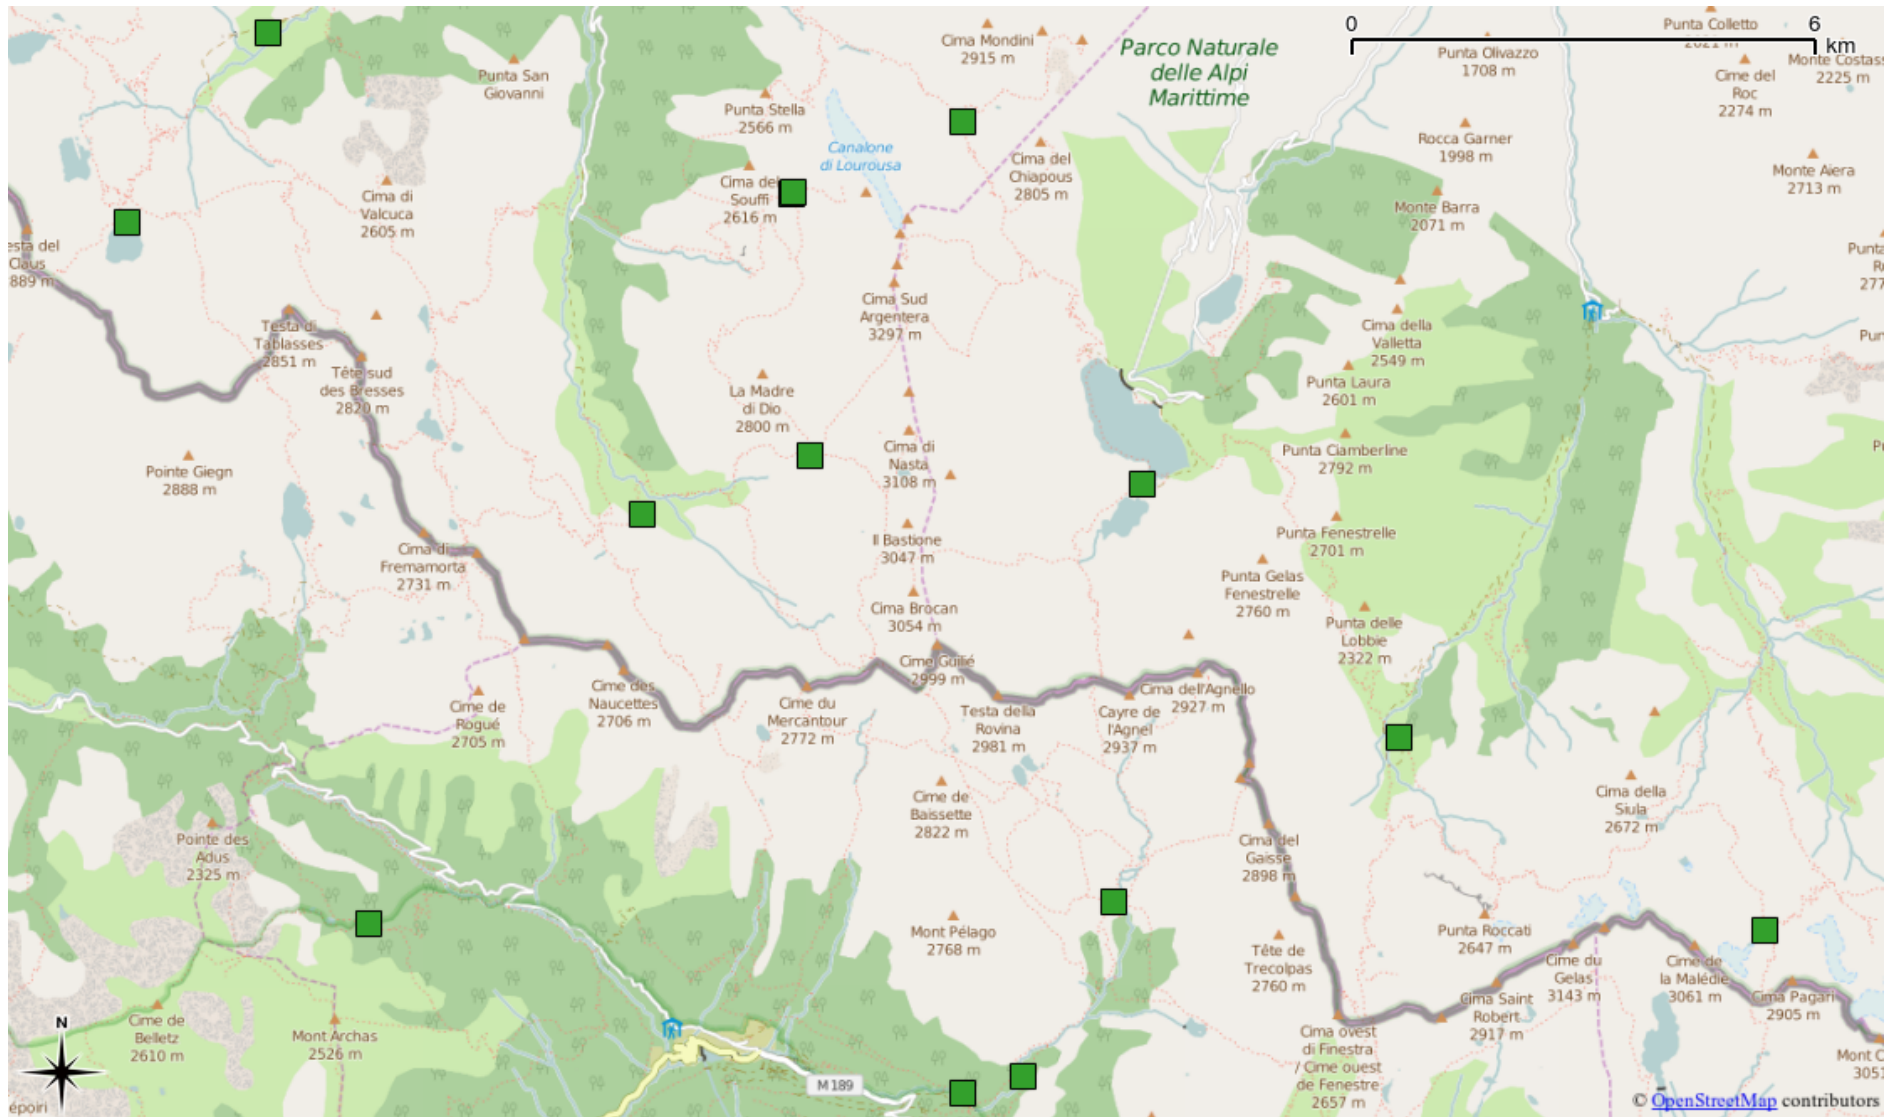 Cima Mondini
2915 m
Parco Naturale
delle Alpi
Marittime
0
6
km
Punta Colletto
Punta Olivazzo
1708 m
Monte Costass
2225 m
Cime del
Roc
2274 m
Punta San
Giovanni
Punta Stella
2566 m
Canalone
di Lourousa
Cima del
Chiapous
2805 m
Rocca Garner
1998 m
Monte Aiera
2713 m
Cima di
Valcuca
2605 m
Souffi
2616 m
Monte Barra
2071 m
esta del
Claus
889 m
Punta
277
Cima Sud
Argentera
3297 m
Testa di
Tablasses
2851 m
Cima della
Valletta
2549 m
Pun
Tête sud
des Bresses
2820 m
La Madre
di Dio
2800 m
Punta Laura
2601 m
Cima di
Nasta
3108 m
Punta Ciamberline
2792 m
Pointe Giegn
2888 m
Il Bastione
3047 m
Punta Fenestrelle
2701 m
Cima di
Fremamorta
2731 m
Punta Gelas
Fenestrelle
2760 m
Cima Brocan
3054 m
Punta delle
Lobbie
2322 m
Cime Guilié
2999 m
Cime des
Naucettes
2706 m
Cima dell'Agnello
2927 m
Cime de
Rogué
2705 m
Cime du
Mercantour
2772 m
Testa della
Rovina
2981 m
Cayre de
l'Agnel
2937 m
Cime de
Baissette
2822 m
Cima della
Siula
2672 m
Pointe des
Adus
2325 m
Cima del
Gaisse
2898 m
Mont Pélago
2768 m
Punta Roccati
2647 m
Tête de
Trecolpas
2760 m
Cime du
Gelas
3143 m
Cime de
la Malédie
3061 m
Cima Pagarì
2905 m
Cima Saint
Robert
2917 m
N
Cime de
Belletz
2610 m
Mont Archas
2526 m
Cima ovest
di Finestra
/ Cime ouest
de Fenestre
2657 m
Mont C
3051
M 189
époiri
© OpenStreetMap contributors